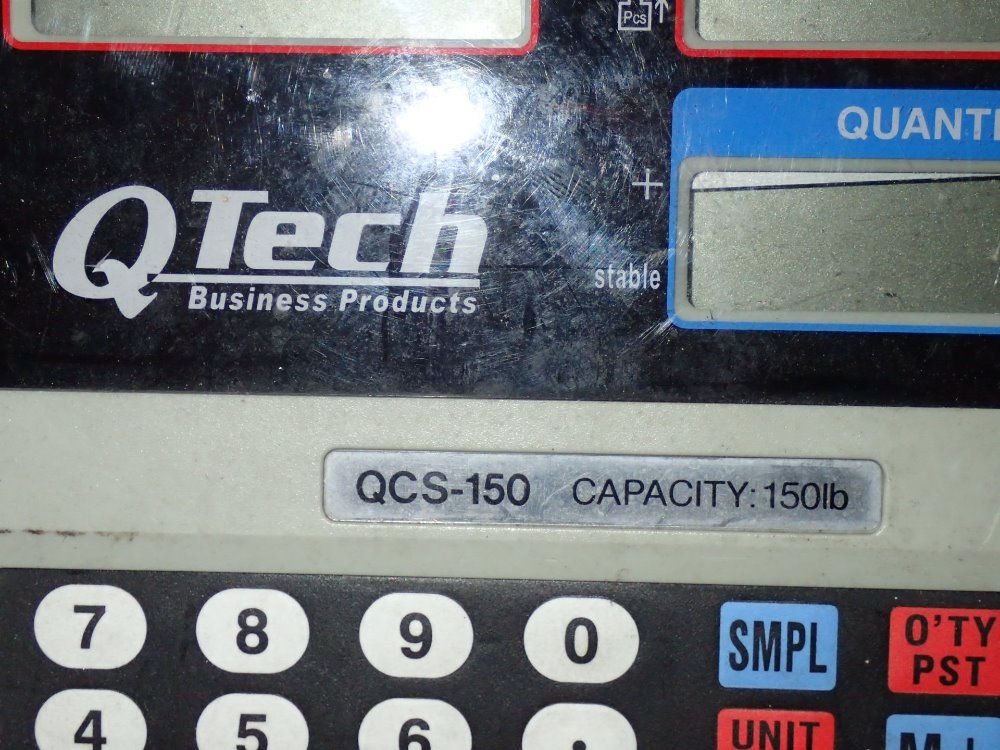 Pcs
QUANTI
+
QTech
stable
Business Products
QCS-150 CAPACITY: 150lb
7 8 9 0 SMPL O'TY
PST
4 5 6 . UNIT M+